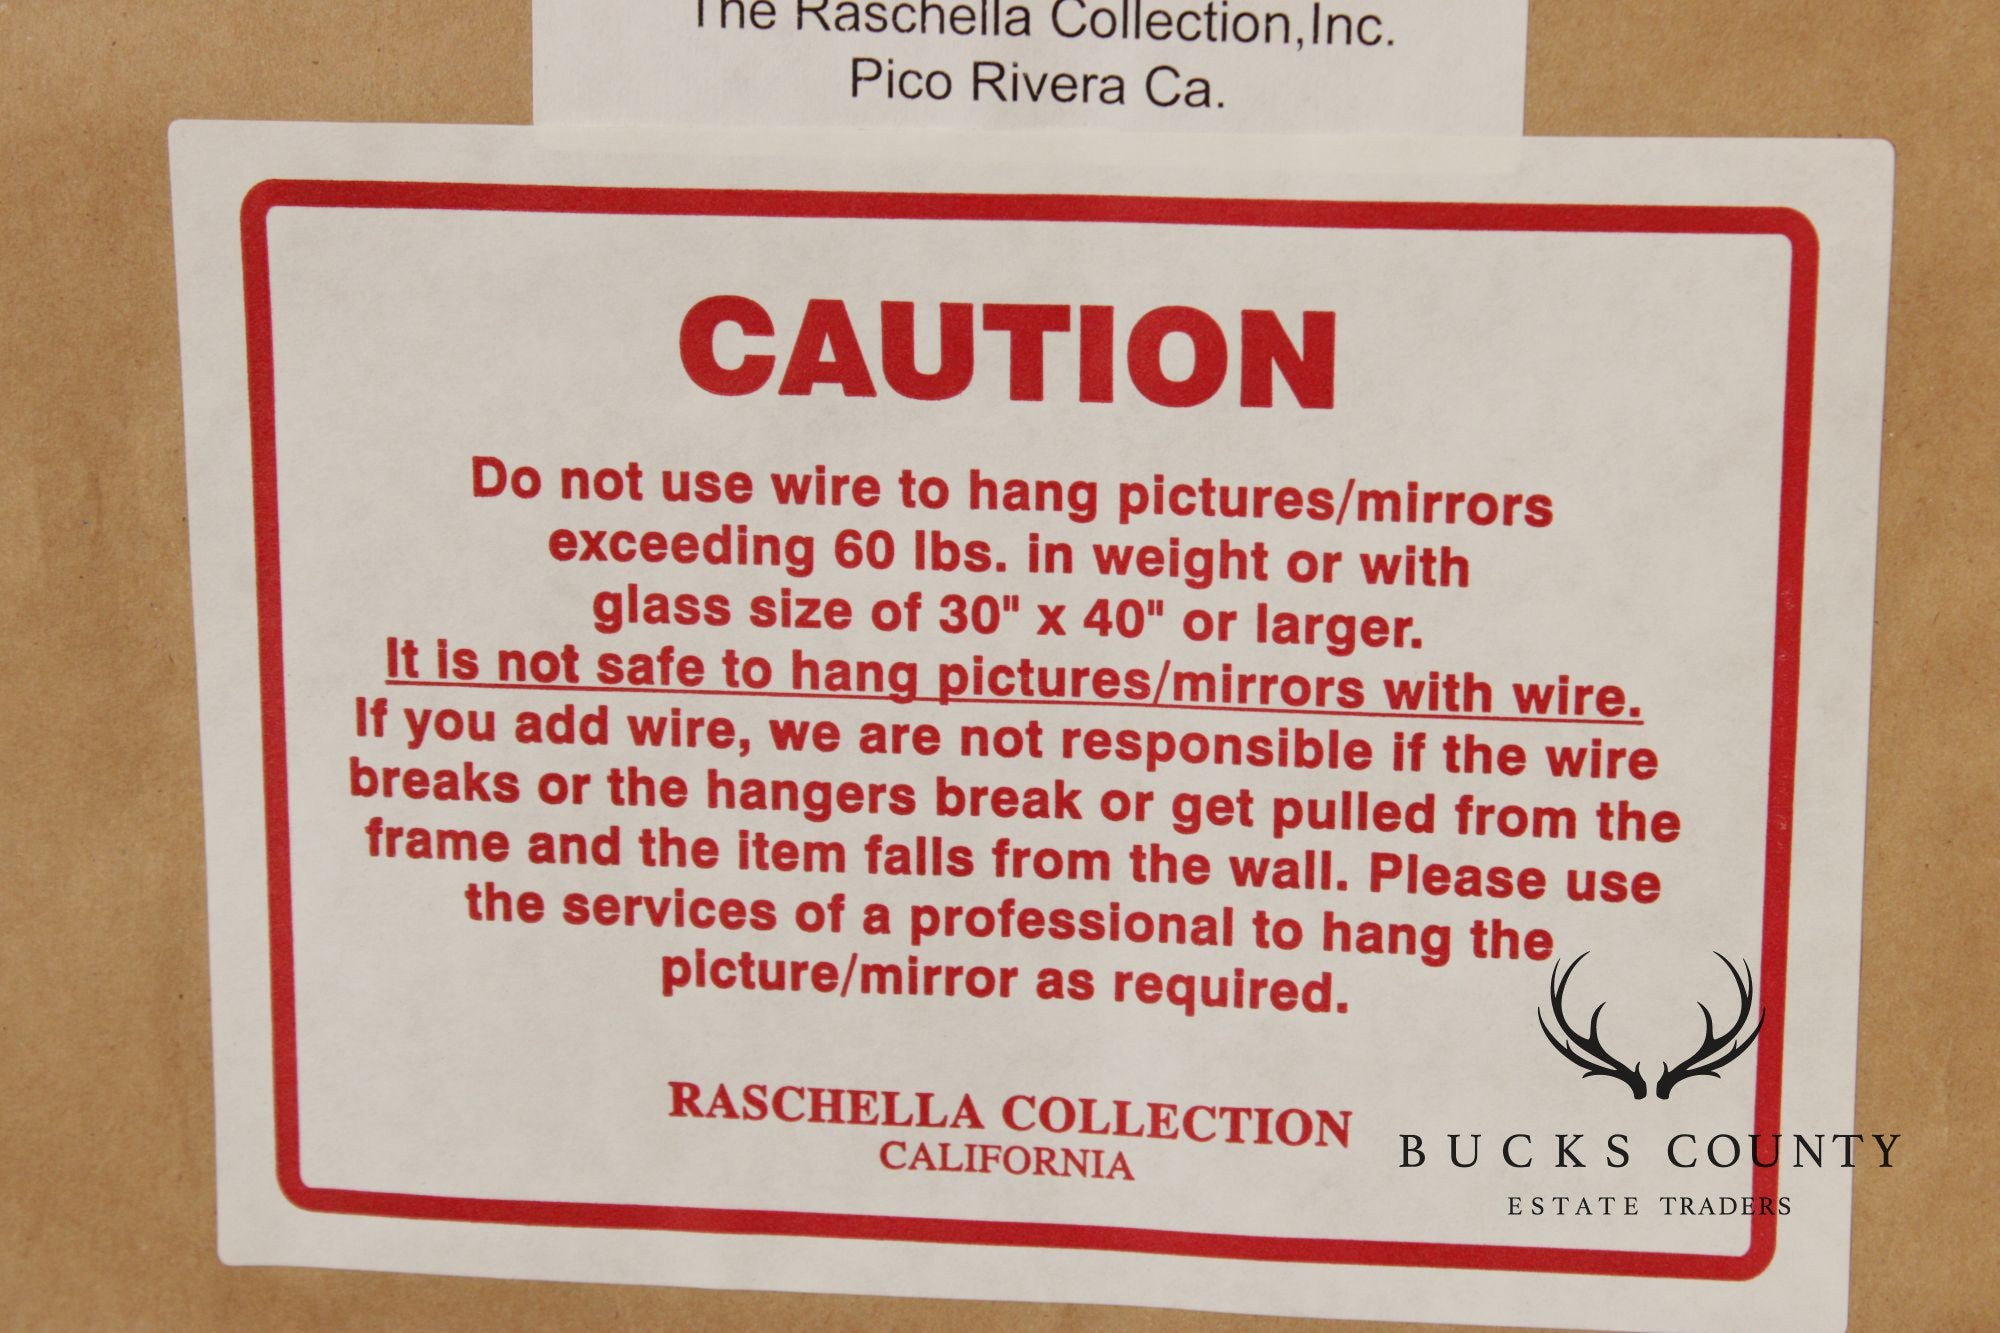 The Raschella Collection,Inc.
Pico Rivera Ca.
CAUTION
Do not use wire to hang pictures/mirrors
exceeding 60 lbs. in weight or with
glass size of 30" x 40" or larger.
It is not safe to hang pictures/mirrors with wire.
If you add wire, we are not responsible if the wire
breaks or the hangers break or get pulled from the
frame and the item falls from the wall. Please use
the services of a professional to hang the
picture/mirror as required.
RASCHELLA COLLECTION
CALIFORNIA
BUCKS COUNTY
ESTATE TRADERS